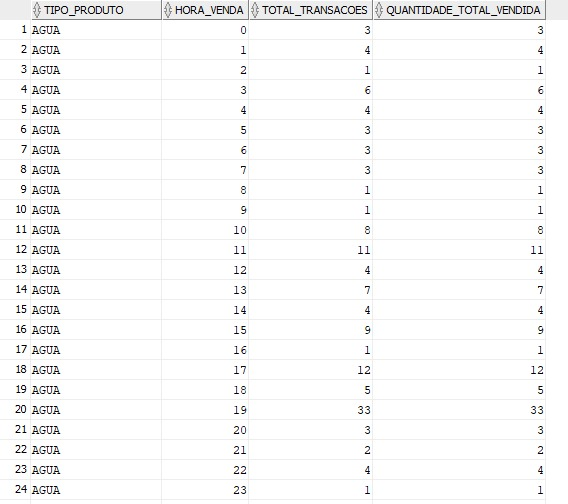 TIPO_PRODUTO HORA_VENDA TOTAL_TRANSACOES QUANTIDADE_TOTAL_VENDIDA
1 AGUA 0 3 3
2 AGUA 1 4 4
3 AGUA 2 1 1
4 AGUA 3 6 6
5 AGUA 4 4 4
6 AGUA 5 3 3
7 AGUA 6 3 3
8 AGUA 7 3 3
9 AGUA 8 1 1
10 AGUA 9 1 1
11 AGUA 10 8 8
12 AGUA 11 11 11
13 AGUA 12 4 4
14 AGUA 13 7 7
15 AGUA 14 4 4
16 AGUA 15 9 9
17 AGUA 16 1 1
18 AGUA 17 12 12
19 AGUA 18 5 5
20 AGUA 19 33 33
21 AGUA 20 3 3
22 AGUA 21 2 2
23 AGUA 22 4 4
24 AGUA 23 1 1